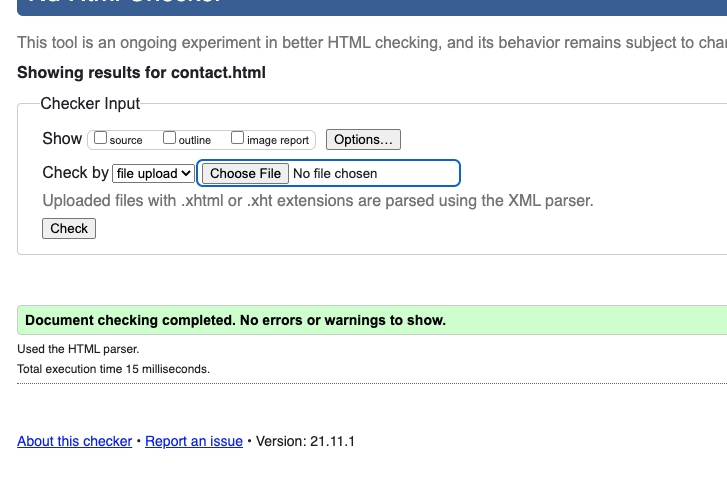 Nu Html Checker
This tool is an ongoing experiment in better HTML checking, and its behavior remains subject to
Showing results for contact.html
Checker Input
Show source outline image report Options...
Check by file upload Choose File No file chosen
Uploaded files with .xhtml or .xht extensions are parsed using the XML parser.
Check
Document checking completed. No errors or warnings to show.
Used the HTML parser.
Total execution time 15 milliseconds.
About this checker • Report an issue • Version: 21.11.1